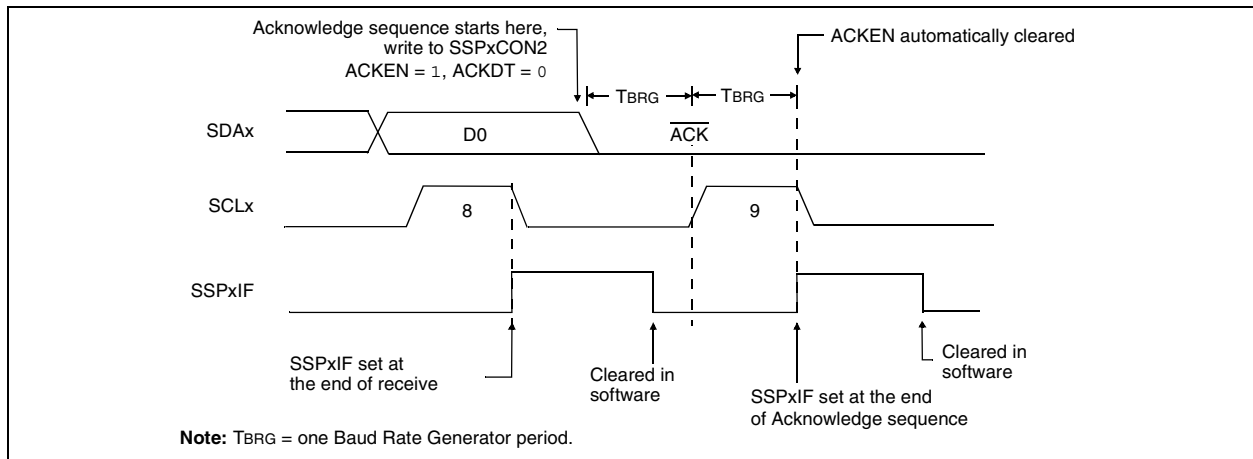 Acknowledge sequence starts here,
write to SSPxCON2
ACKEN = 1, ACKDT = 0
ACKEN automatically cleared
TBRG
TBRG
SDAx
D0
ACK
SCLx
8
9
SSPxIF
SSPxIF set at
the end of receive
Cleared in
software
SSPxIF set at the end
of Acknowledge sequence
Cleared in
software
Note: TBRG = one Baud Rate Generator period.